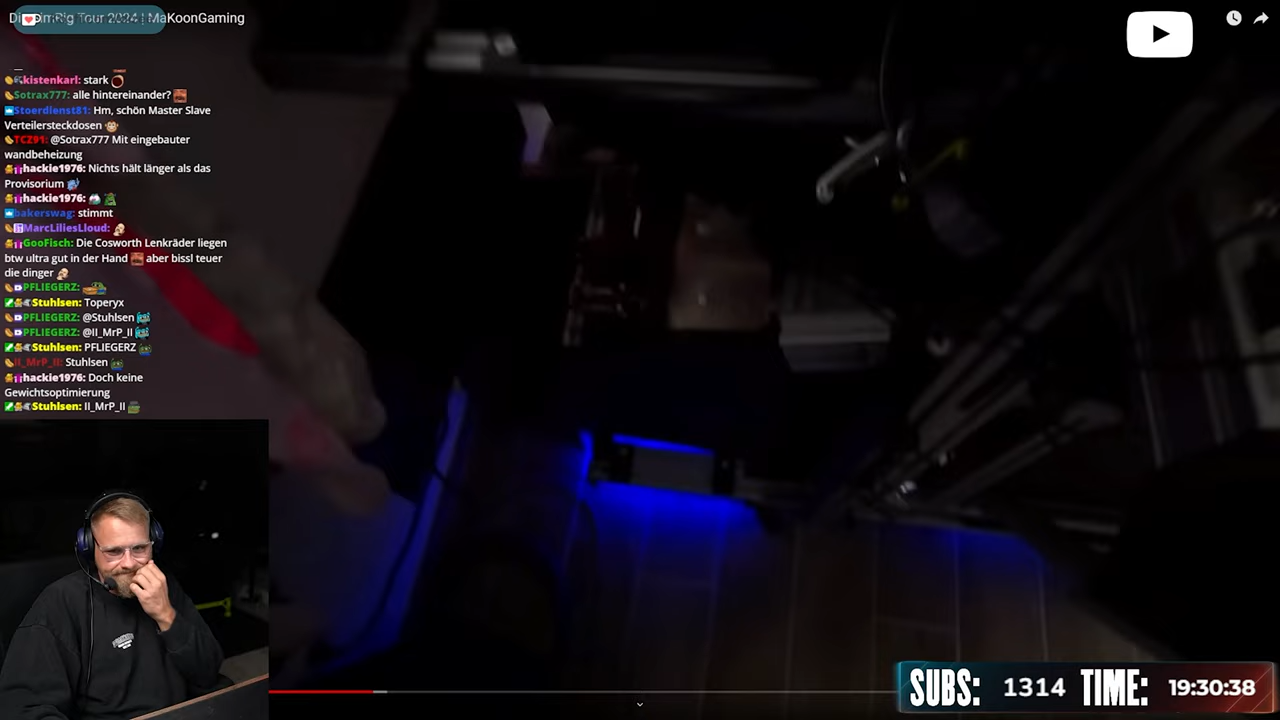 Rig Tour 2024 | MaKoonGaming
kistenkarl: stark
Sotrax777: alle hintereinander?
Stoerdienst81: Hm, schön Master Slave
Verteilersteckdosen
TCZ91: @Sotrax777 Mit eingebauter
wandbeheizung
hackie1976: Nichts hält länger als das
Provisorium
hackie1976:
bakerswag: stimmt
MarcLiliesLloud:
GooFisch: Die Cosworth Lenkräder liegen
btw ultra gut in der Hand aber bissl teuer
die dinger
PFLIEGERZ:
Stuhlsen: Toperyx
PFLIEGERZ: @Stuhlsen
PFLIEGERZ: @II_MrP_II
Stuhlsen: PFLIEGERZ
II_MrP_II: Stuhlsen
hackie1976: Doch keine
Gewichtsoptimierung
Stuhlsen: II_MrP_II
SUBS: 1314 TIME: 19:30:38